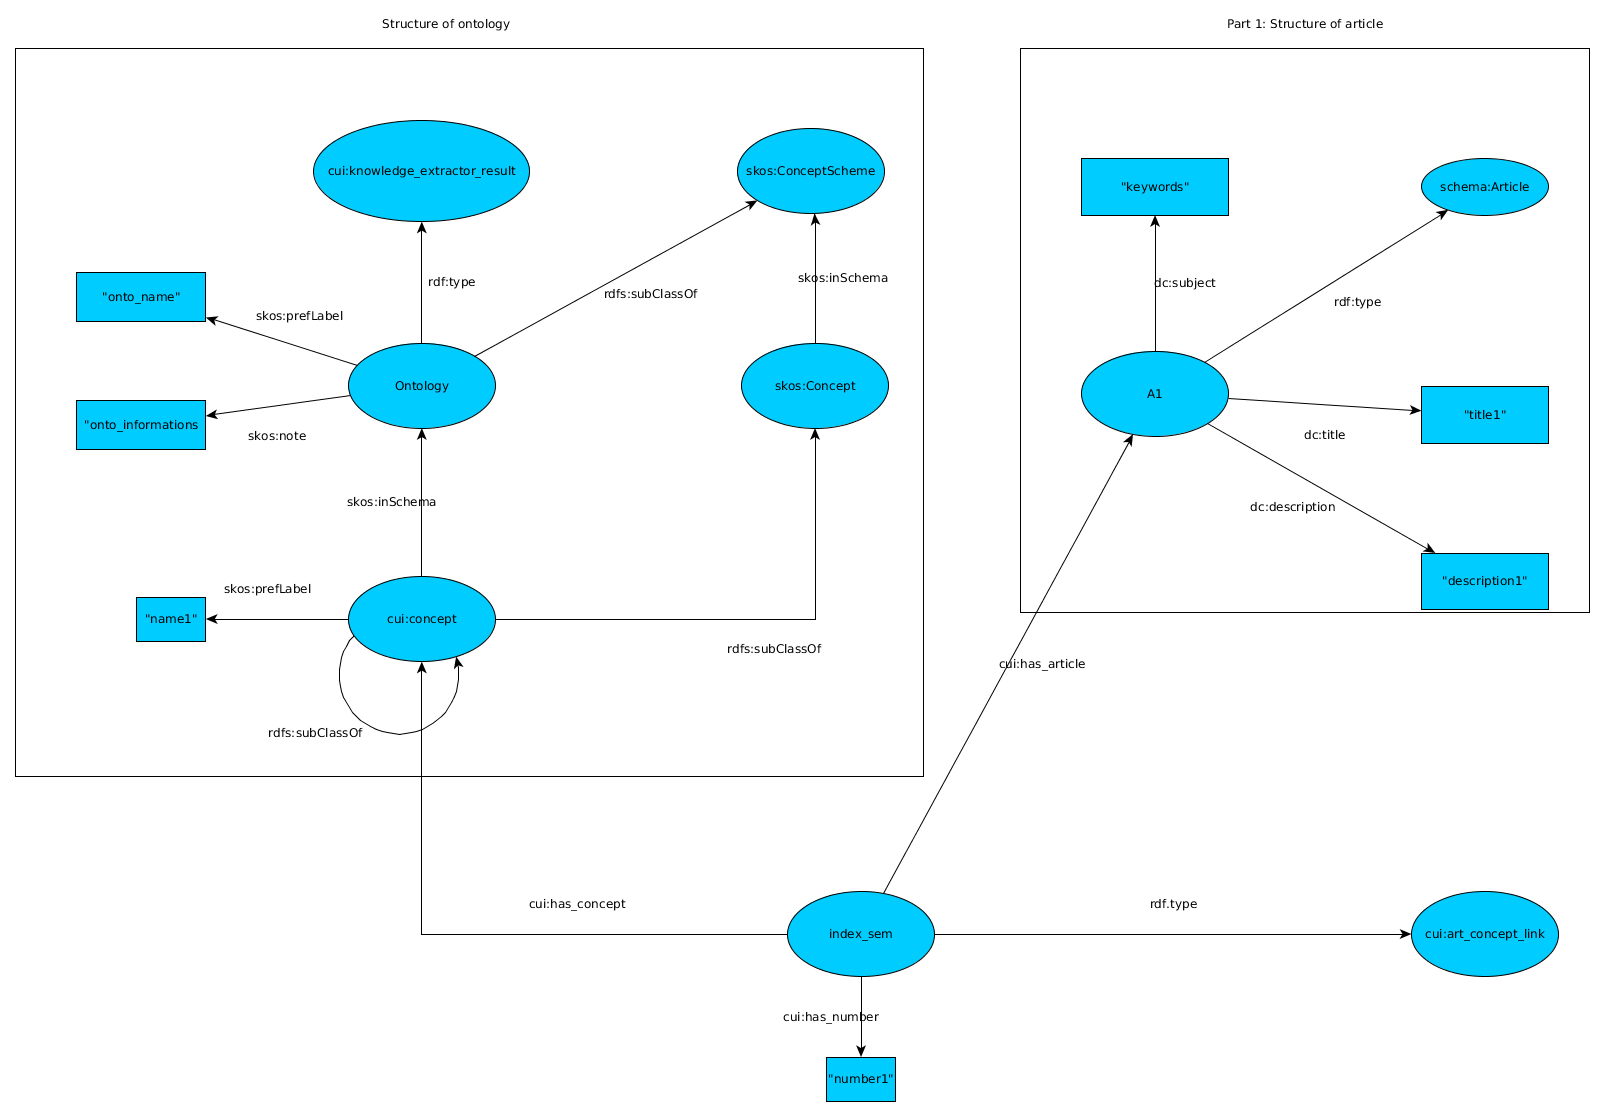 Structure of ontology
Part 1: Structure of article
cui:knowledge_extractor_result
skos:ConceptScheme
"keywords"
schema:Article
rdf:type
skos:inSchema
dc:subject
rdfs:subClassOf
"onto_name"
rdf:type
skos:prefLabel
Ontology
skos:Concept
A1
"title1"
"onto_informations
skos:note
dc:title
skos:inSchema
dc:description
"description1"
skos:prefLabel
"name1"
cui:concept
rdfs:subClassOf
cui:has_article
rdfs:subClassOf
cui:has_concept
rdf.type
index_sem
cui:art_concept_link
cui:has_number
"number1"